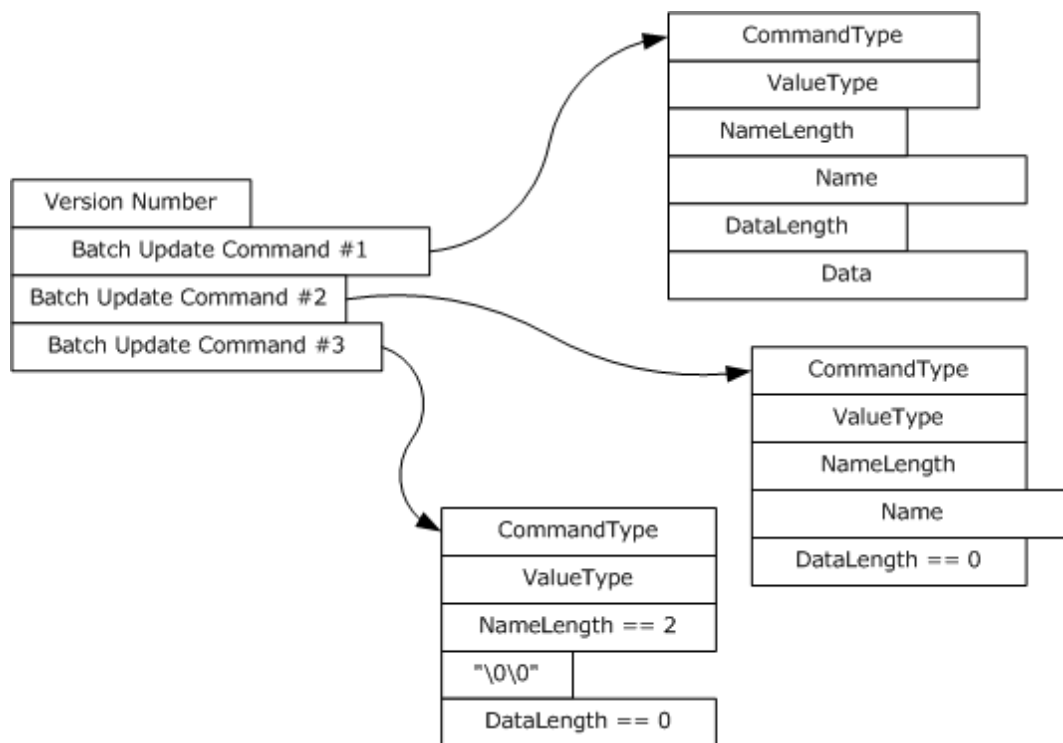 Version Number
Batch Update Command #1
Batch Update Command #2
Batch Update Command #3
CommandType
ValueType
NameLength
Name
DataLength
Data
CommandType
ValueType
NameLength
Name
DataLength == 0
CommandType
ValueType
NameLength == 2
"\0\0"
DataLength == 0